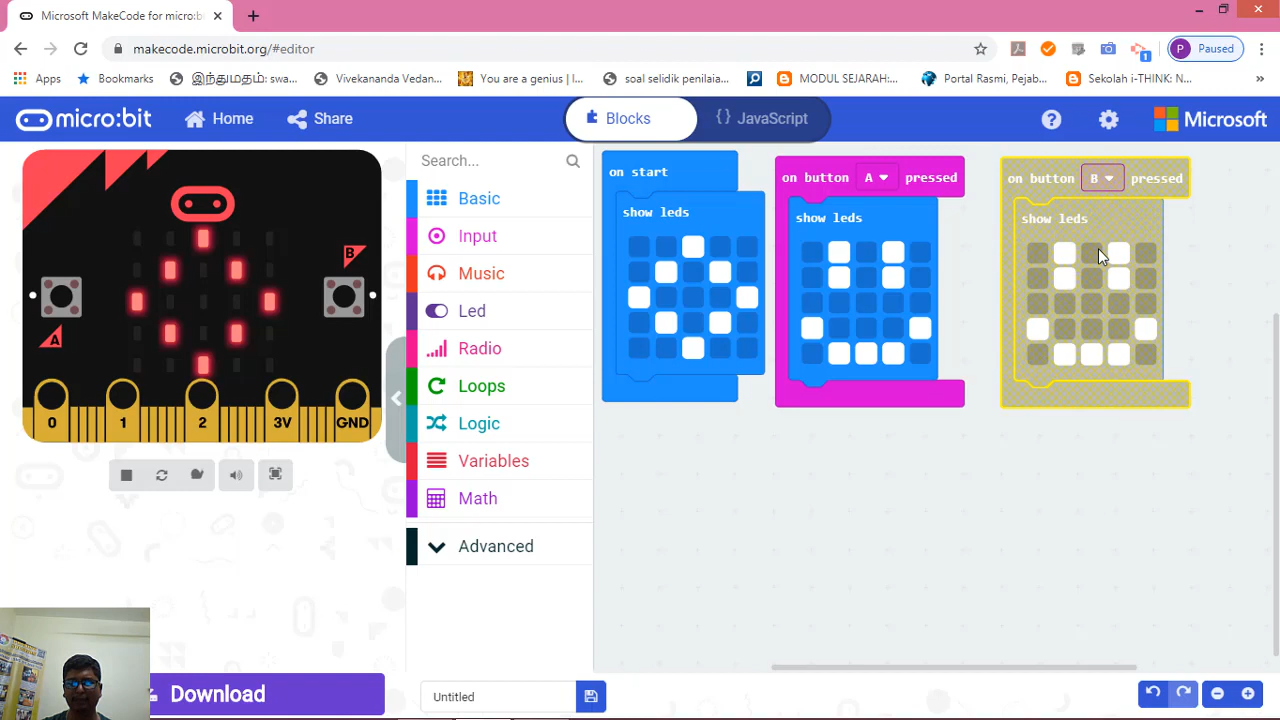 Microsoft MakeCode for micro:bi
makecode.microbit.org/#editor
P Paused
Apps
Bookmarks
இந்துமதம்: swa...
Vivekananda Vedan...
You are a genius | I...
soal selidik penilaia...
MODUL SEJARAH:...
Portal Rasmi, Pejab...
Sekolah i-THINK: N...
»
1
micro:bit
Home
Share
Blocks
{} JavaScript
?
Microsoft
A
B
0
1
2
3V
GND
Download
Search...
Basic
Input
Music
Led
Radio
Loops
Logic
Variables
Math
Advanced
on start
show leds
on button A pressed
show leds
on button B pressed
show leds
Untitled